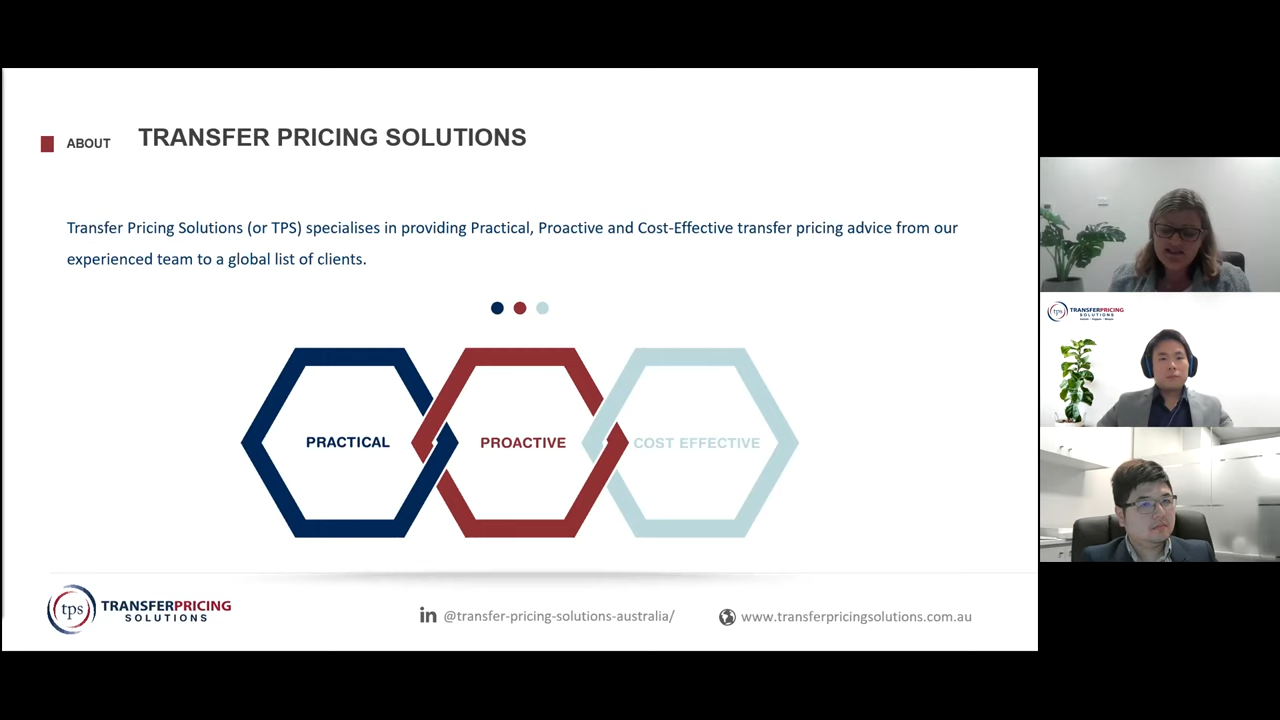 ABOUT TRANSFER PRICING SOLUTIONS
Transfer Pricing Solutions (or TPS) specialises in providing Practical, Proactive and Cost-Effective transfer pricing advice from our
experienced team to a global list of clients.
PRACTICAL PROACTIVE COST EFFECTIVE
tps TRANSFERPRICING
SOLUTIONS
in @transfer-pricing-solutions-australia/
www.transferpricingsolutions.com.au
tps TRANSFERPRICING
SOLUTIONS